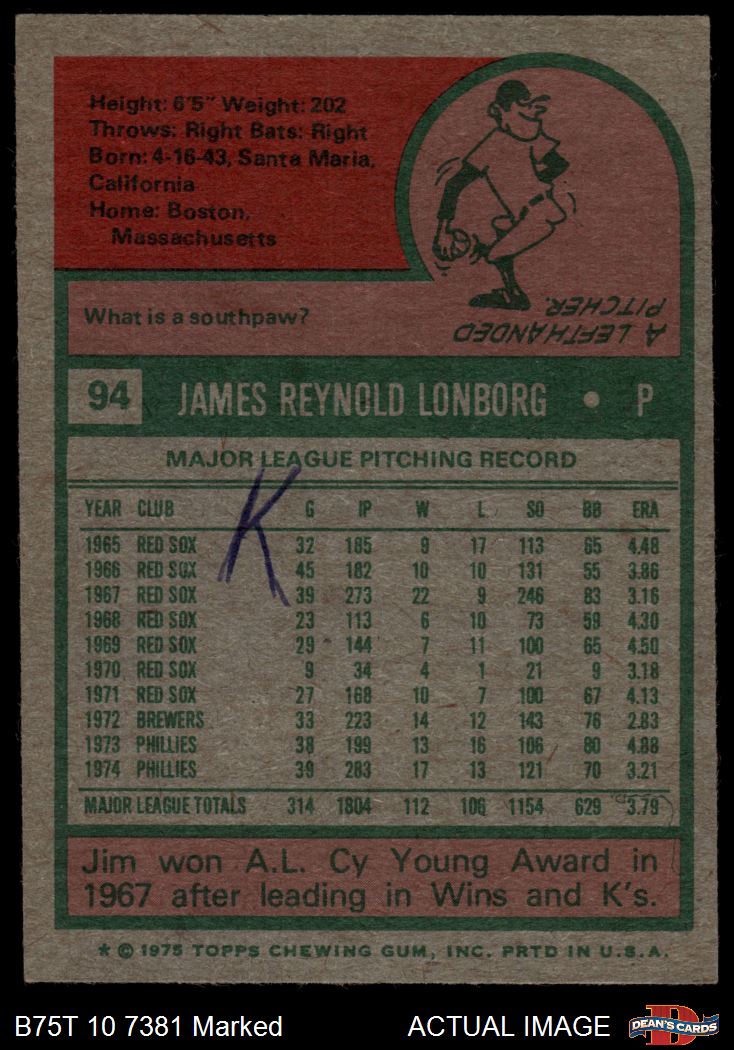 Height: 6'5" Weight: 202
Throws: Right Bats: Right
Born: 4-16-43, Santa Maria,
California
Home: Boston,
Massachusetts
What is a southpaw?
A LEFTHANDED
PITCHER.
94 JAMES REYNOLD LONBORG • P
MAJOR LEAGUE PITCHING RECORD
YEAR CLUB G IP W L SO BB ERA
1965 RED SOX 32 185 9 17 113 65 4.48
1966 RED SOX 45 182 10 10 131 55 3.86
1967 RED SOX 39 273 22 9 246 83 3.16
1968 RED SOX 23 113 6 10 73 59 4.30
1969 RED SOX 29 144 7 11 100 65 4.50
1970 RED SOX 9 34 4 1 21 9 3.18
1971 RED SOX 27 168 10 7 100 67 4.13
1972 BREWERS 33 223 14 12 143 76 2.83
1973 PHILLIES 38 199 13 16 106 80 4.88
1974 PHILLIES 39 283 17 13 121 70 3.21
MAJOR LEAGUE TOTALS 314 1804 112 106 1154 629 3.79
K
Jim won A.L. Cy Young Award in
1967 after leading in Wins and K's.
* © 1975 TOPPS CHEWING GUM, INC. PRTD IN U.S.A.
B75T 10 7381 Marked ACTUAL IMAGE
DEAN'S CARDS